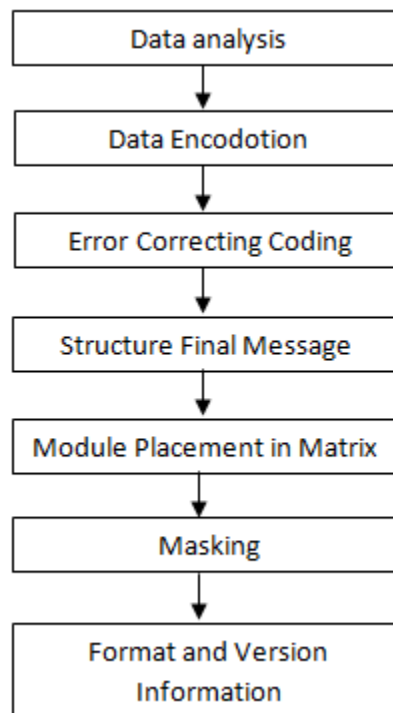 Data analysis
Data Encodotion
Error Correcting Coding
Structure Final Message
Module Placement in Matrix
Masking
Format and Version
Information